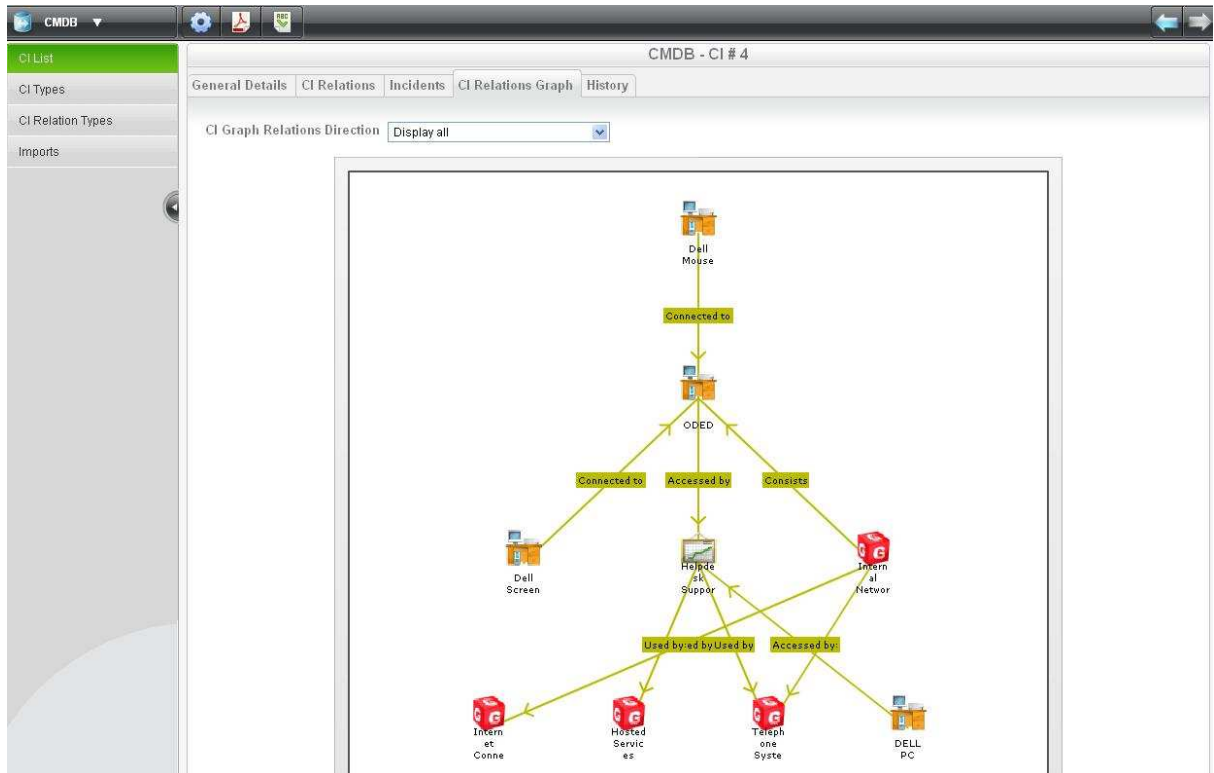 CMDB
CI List
CI Types
CI Relation Types
Imports
CMDB - CI # 4
General Details
CI Relations
Incidents
CI Relations Graph
History
CI Graph Relations Direction
Display all
Dell
Mouse
Connected to
ODED
Connected to
Accessed by
Consists
Dell
Screen
Helpde
sk
Suppor
Intern
al
Networ
Used by:ed by Used by
Accessed by:
Intern
et
Conne
Hosted
Servic
es
Teleph
one
Syste
DELL
PC